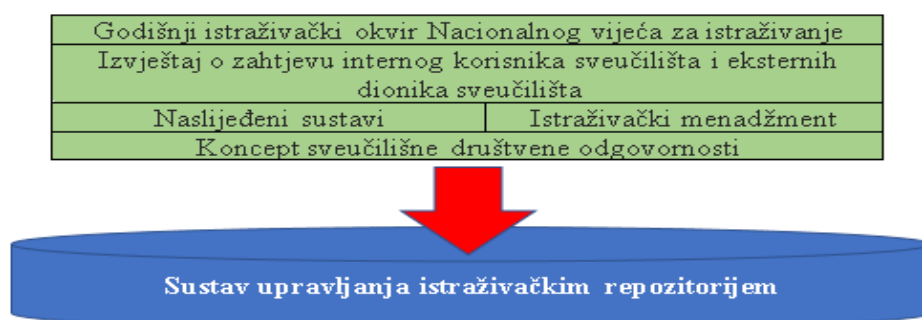 Godišnji istraživački okvir Nacionalnog vijeća za istraživanje
Izvještaj o zahtjevu internog korisnika sveučilišta i eksternih
dionika sveučilišta
Naslijeđeni sustavi
Istraživački menadžment
Koncept sveučilišne društvene odgovornosti
Sustav upravljanja istraživačkim repozitorijem